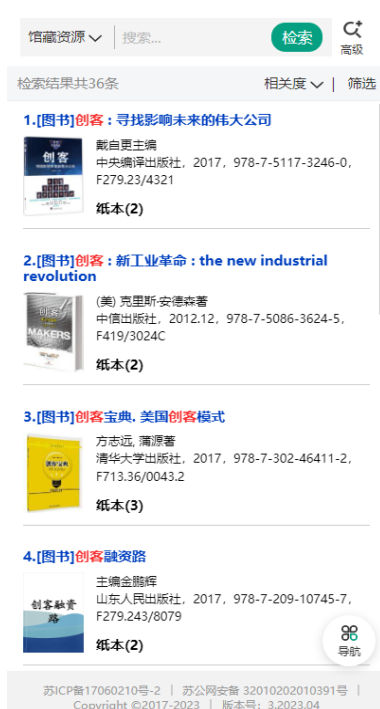 馆藏资源 搜索... 检索 高级
检索结果共36条 相关度 | 筛选
1.[图书]创客 : 寻找影响未来的伟大公司
创客
戴自更主编
中央编译出版社，2017，978-7-5117-3246-0，
F279.23/4321
纸本(2)
2.[图书]创客 : 新工业革命 : the new industrial
revolution
创客
MAKERS
(美) 克里斯·安德森著
中信出版社，2012.12，978-7-5086-3624-5，
F419/3024C
纸本(2)
3.[图书]创客宝典. 美国创客模式
创客宝典
方志远, 蒲源著
清华大学出版社，2017，978-7-302-46411-2，
F713.36/0043.2
纸本(3)
4.[图书]创客融资路
创客融资
路
主编金鹏辉
山东人民出版社，2017，978-7-209-10745-7，
F279.243/8079
纸本(2)
导航
苏ICP备17060210号-2 | 苏公网安备 32010202010391号 |
Copyright ©2017-2023 | 版本号：3.2023.04